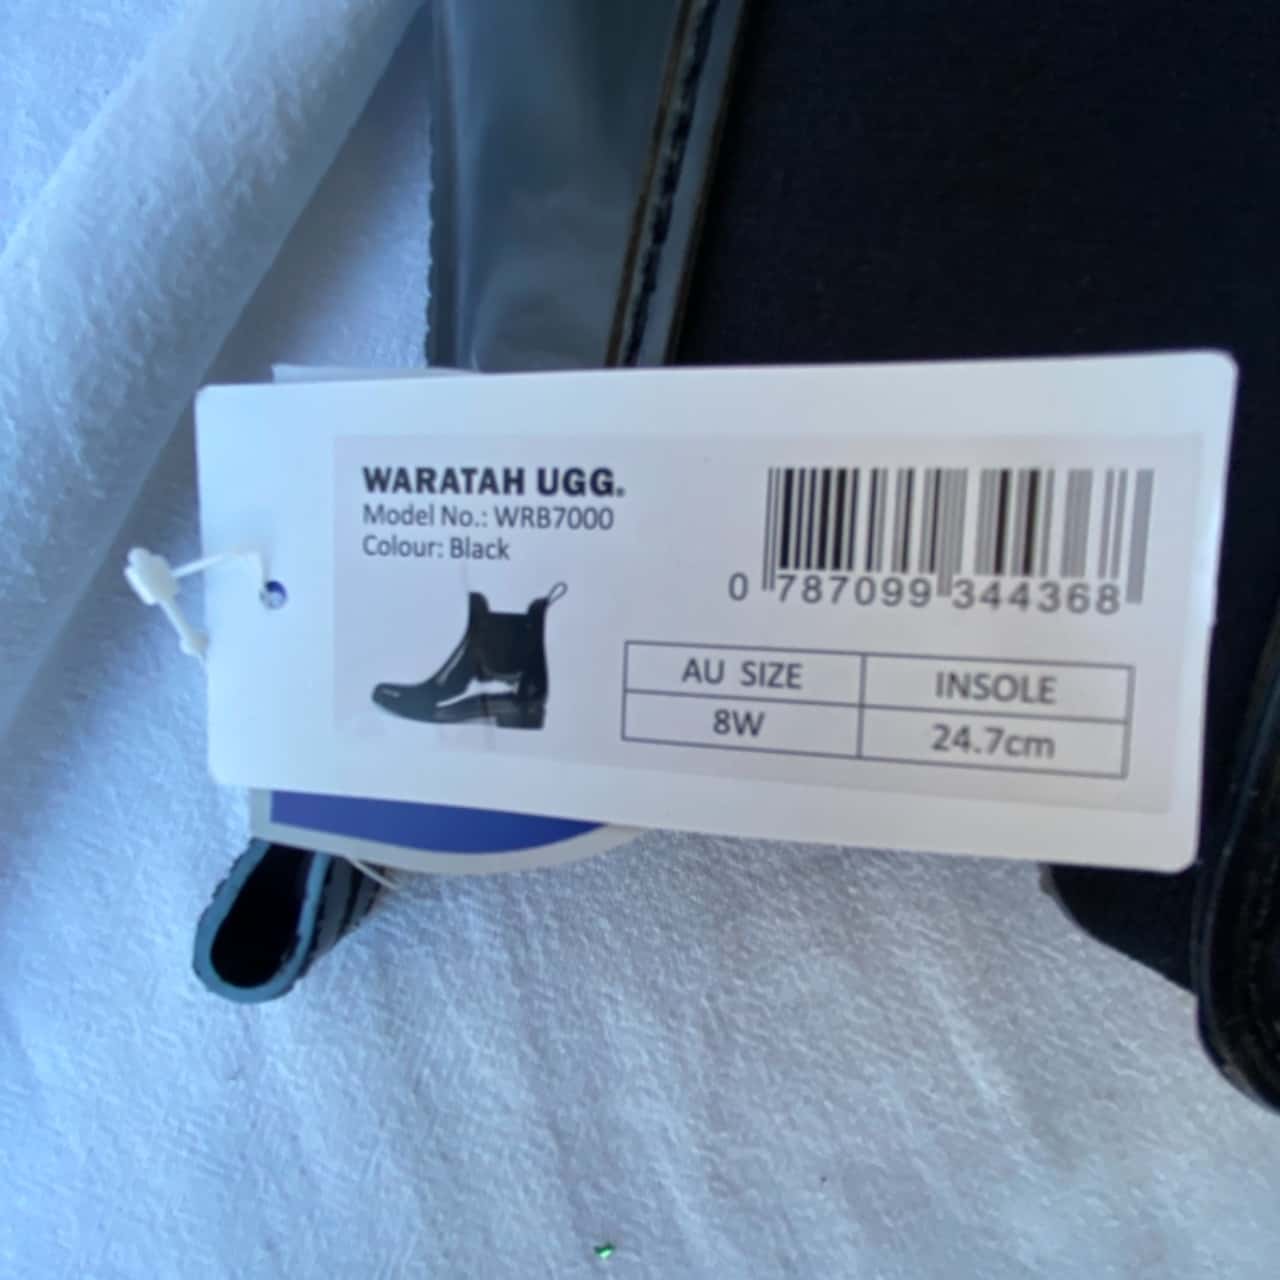 WARATAH UGG.
Model No.: WRB7000
Colour: Black
0 787099 344368
AU SIZE INSOLE
8W 24.7cm